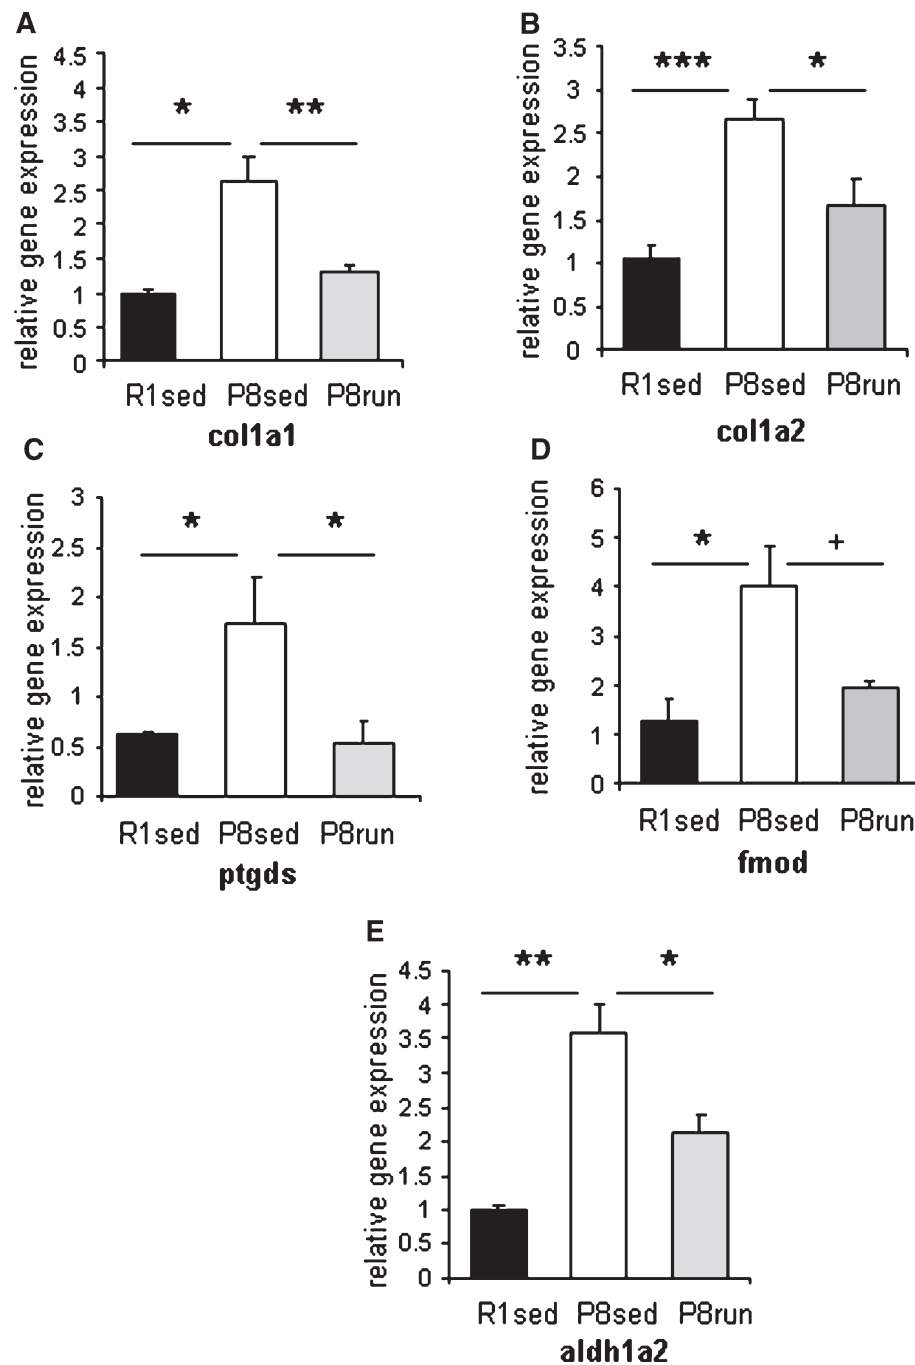 A
relative gene expression
4.5
4
3.5
3
2.5
2
1.5
1
0.5
0
* **
R1sed P8sed P8run
col1a1
B
relative gene expression
3.5
3
2.5
2
1.5
1
0.5
0
*** *
R1sed P8sed P8run
col1a2
C
relative gene expression
3
2.5
2
1.5
1
0.5
0
* *
R1sed P8sed P8run
ptgds
D
relative gene expression
6
5
4
3
2
1
0
* +
R1sed P8sed P8run
fmod
E
relative gene expression
4.5
4
3.5
3
2.5
2
1.5
1
0.5
0
** *
R1sed P8sed P8run
aldh1a2